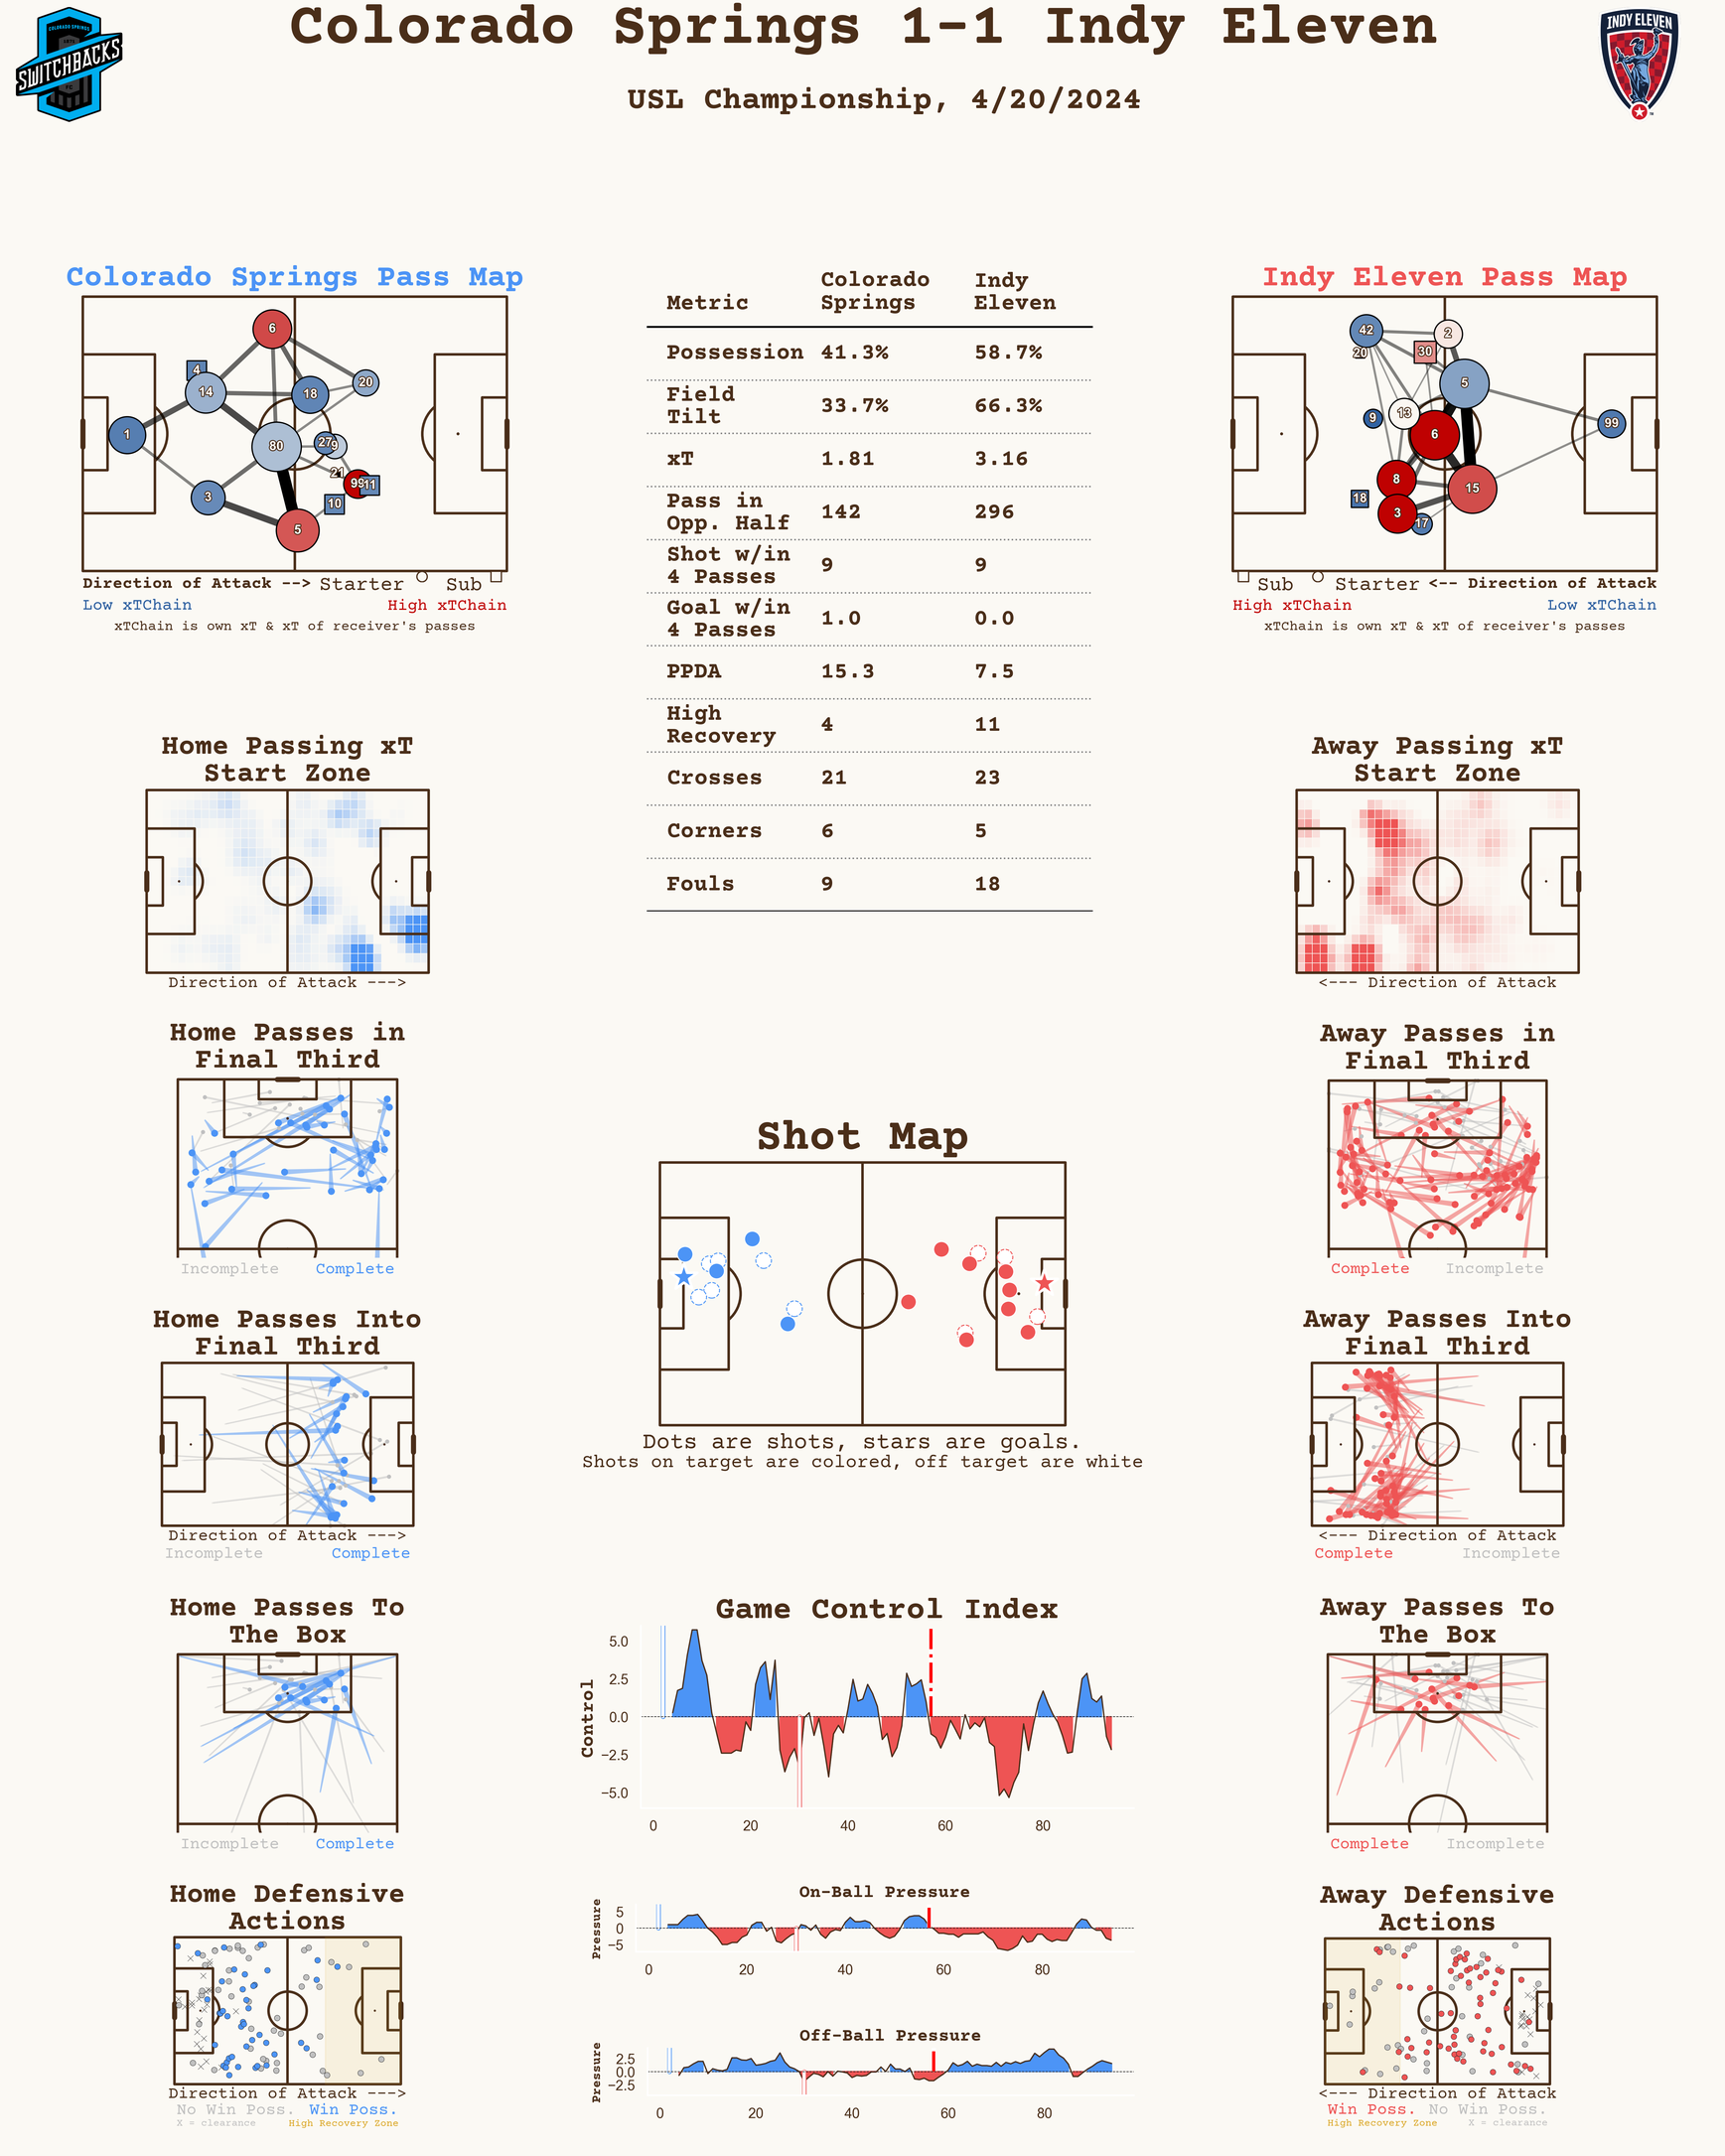 Colorado Springs 1-1 Indy Eleven
USL Championship, 4/20/2024
COLORADO SPRINGS
SWITCHBACKS
FC
INDY ELEVEN
Colorado Springs Pass Map
6
4
14
18
20
1
80
27
9
21
99
11
3
10
5
Direction of Attack --> Starter Sub
Low xTChain High xTChain
xTChain is own xT & xT of receiver's passes
Metric Colorado Springs Indy Eleven
Possession 41.3% 58.7%
Field Tilt 33.7% 66.3%
xT 1.81 3.16
Pass in Opp. Half 142 296
Shot w/in 4 Passes 9 9
Goal w/in 4 Passes 1.0 0.0
PPDA 15.3 7.5
High Recovery 4 11
Crosses 21 23
Corners 6 5
Fouls 9 18
Indy Eleven Pass Map
42
2
20
30
5
9
13
6
99
8
15
18
3
17
Sub Starter <-- Direction of Attack
High xTChain Low xTChain
xTChain is own xT & xT of receiver's passes
Home Passing xT
Start Zone
Direction of Attack --->
Away Passing xT
Start Zone
<--- Direction of Attack
Home Passes in
Final Third
Incomplete Complete
Away Passes in
Final Third
Complete Incomplete
Shot Map
Dots are shots, stars are goals.
Shots on target are colored, off target are white
Home Passes Into
Final Third
Direction of Attack --->
Incomplete Complete
Away Passes Into
Final Third
<--- Direction of Attack
Complete Incomplete
Home Passes To
The Box
Incomplete Complete
Game Control Index
Control
5.0
2.5
0.0
−2.5
−5.0
0 20 40 60 80
Away Passes To
The Box
Complete Incomplete
Home Defensive
Actions
Direction of Attack --->
No Win Poss. Win Poss.
X = clearance High Recovery Zone
On-Ball Pressure
Pressure
5
0
−5
0 20 40 60 80
Off-Ball Pressure
Pressure
2.5
0.0
−2.5
0 20 40 60 80
Away Defensive
Actions
<--- Direction of Attack
Win Poss. No Win Poss.
High Recovery Zone X = clearance